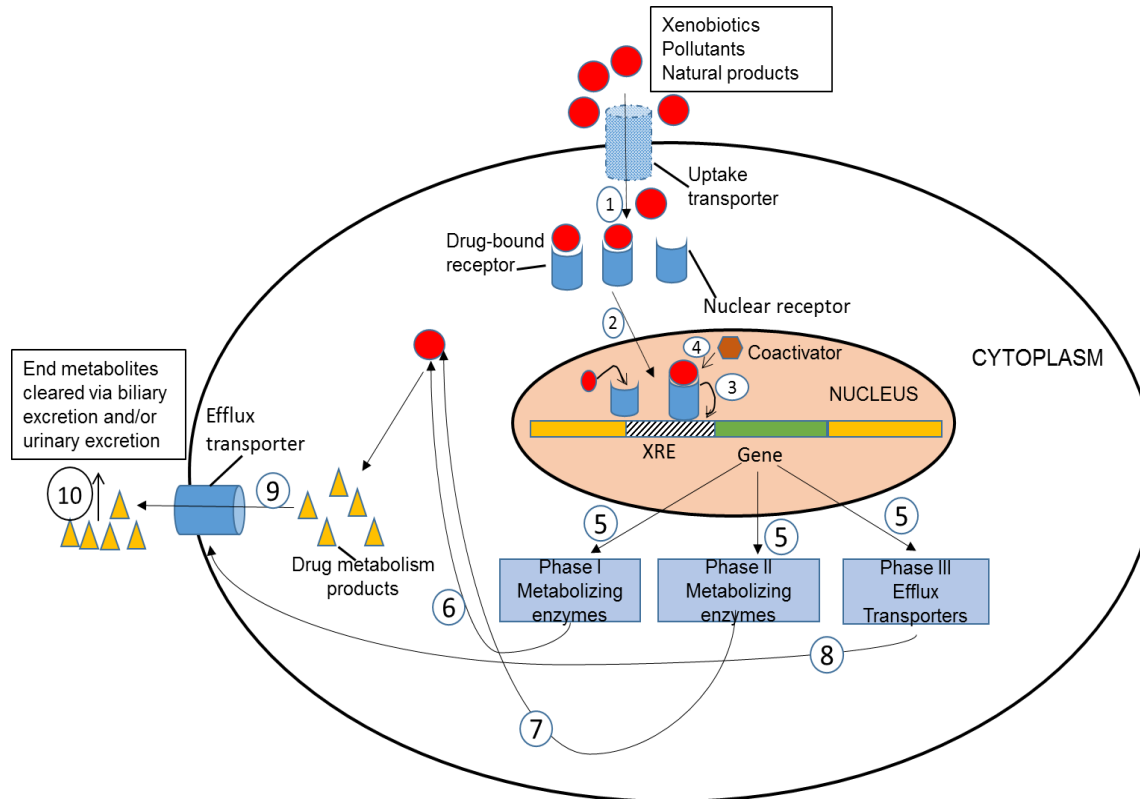 Xenobiotics
Pollutants
Natural products
Uptake
transporter
1
Drug-bound
receptor
Nuclear receptor
2
4
Coactivator
3
CYTOPLASM
NUCLEUS
XRE
Gene
End metabolites
cleared via biliary
excretion and/or
urinary excretion
Efflux
transporter
10
9
Drug metabolism
products
5
5
5
Phase I
Metabolizing
enzymes
Phase II
Metabolizing
enzymes
Phase III
Efflux
Transporters
6
8
7